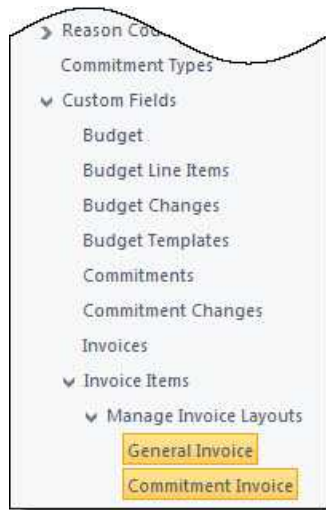 Reason Cod
Commitment Types
Custom Fields
Budget
Budget Line Items
Budget Changes
Budget Templates
Commitments
Commitment Changes
Invoices
Invoice Items
Manage Invoice Layouts
General Invoice
Commitment Invoice